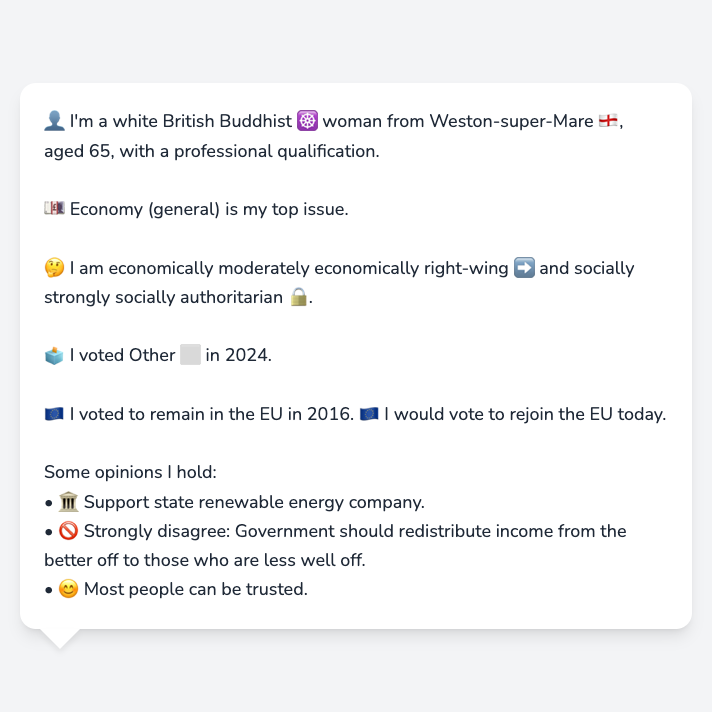 👤 I'm a white British Buddhist ☸️ woman from Weston-super-Mare 🏴󠁧󠁢󠁥󠁮󠁧󠁿,
aged 65, with a professional qualification.
💷 Economy (general) is my top issue.
🤔 I am economically moderately economically right-wing ➡️ and socially
strongly socially authoritarian 🔒.
🗳️ I voted Other ⬜ in 2024.
🇪🇺 I voted to remain in the EU in 2016. 🇪🇺 I would vote to rejoin the EU today.
Some opinions I hold:
• 🏛️ Support state renewable energy company.
• 🚫 Strongly disagree: Government should redistribute income from the
better off to those who are less well off.
• 😊 Most people can be trusted.